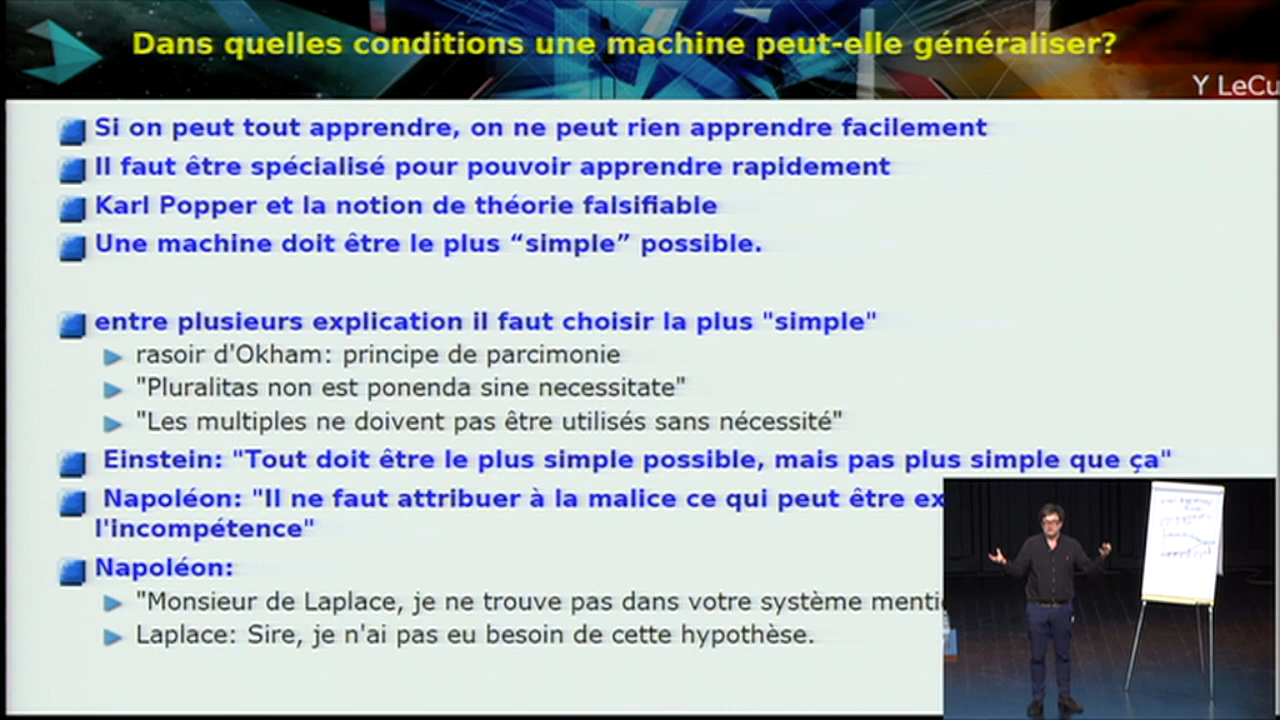 Dans quelles conditions une machine peut-elle généraliser?
Y LeCu
Si on peut tout apprendre, on ne peut rien apprendre facilement
Il faut être spécialisé pour pouvoir apprendre rapidement
Karl Popper et la notion de théorie falsifiable
Une machine doit être le plus “simple” possible.
entre plusieurs explication il faut choisir la plus "simple"
rasoir d'Okham: principe de parcimonie
"Pluralitas non est ponenda sine necessitate"
"Les multiples ne doivent pas être utilisés sans nécessité"
Einstein: "Tout doit être le plus simple possible, mais pas plus simple que ça"
Napoléon: "Il ne faut attribuer à la malice ce qui peut être ex
l'incompétence"
Napoléon:
"Monsieur de Laplace, je ne trouve pas dans votre système menti
Laplace: Sire, je n'ai pas eu besoin de cette hypothèse.